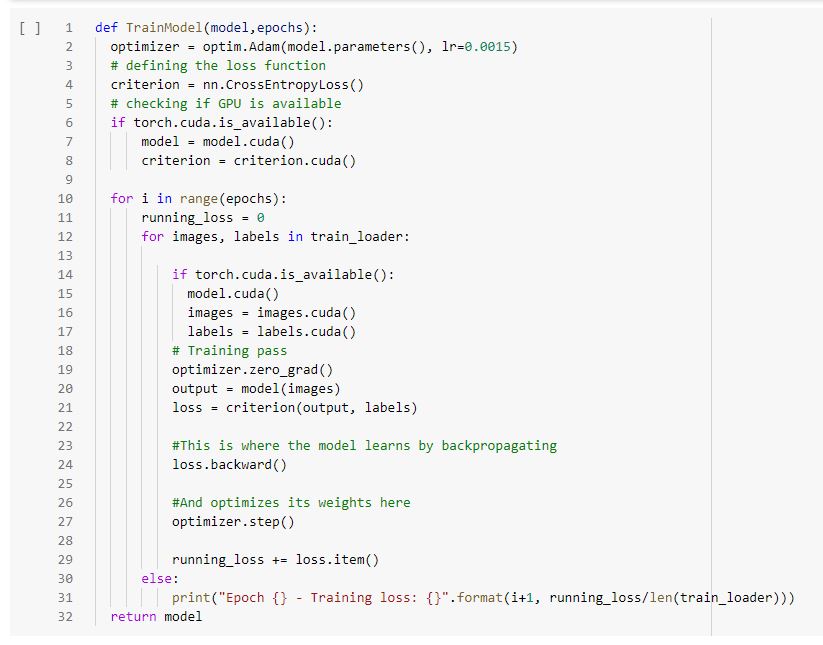 [ ] 1 def TrainModel(model,epochs):
2 optimizer = optim.Adam(model.parameters(), lr=0.0015)
3 # defining the loss function
4 criterion = nn.CrossEntropyLoss()
5 # checking if GPU is available
6 if torch.cuda.is_available():
7 model = model.cuda()
8 criterion = criterion.cuda()
9
10 for i in range(epochs):
11 running_loss = 0
12 for images, labels in train_loader:
13
14 if torch.cuda.is_available():
15 model.cuda()
16 images = images.cuda()
17 labels = labels.cuda()
18 # Training pass
19 optimizer.zero_grad()
20 output = model(images)
21 loss = criterion(output, labels)
22
23 #This is where the model learns by backpropagating
24 loss.backward()
25
26 #And optimizes its weights here
27 optimizer.step()
28
29 running_loss += loss.item()
30 else:
31 print("Epoch {} - Training loss: {}".format(i+1, running_loss/len(train_loader)))
32 return model